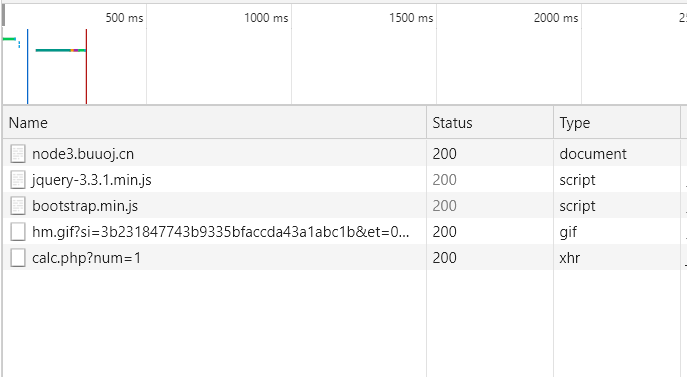 500 ms 1000 ms 1500 ms 2000 ms 25
Name Status Type
node3.buuoj.cn 200 document
jquery-3.3.1.min.js 200 script
bootstrap.min.js 200 script
hm.gif?si=3b231847743b9335bfaccda43a1abc1b&et=0... 200 gif
calc.php?num=1 200 xhr